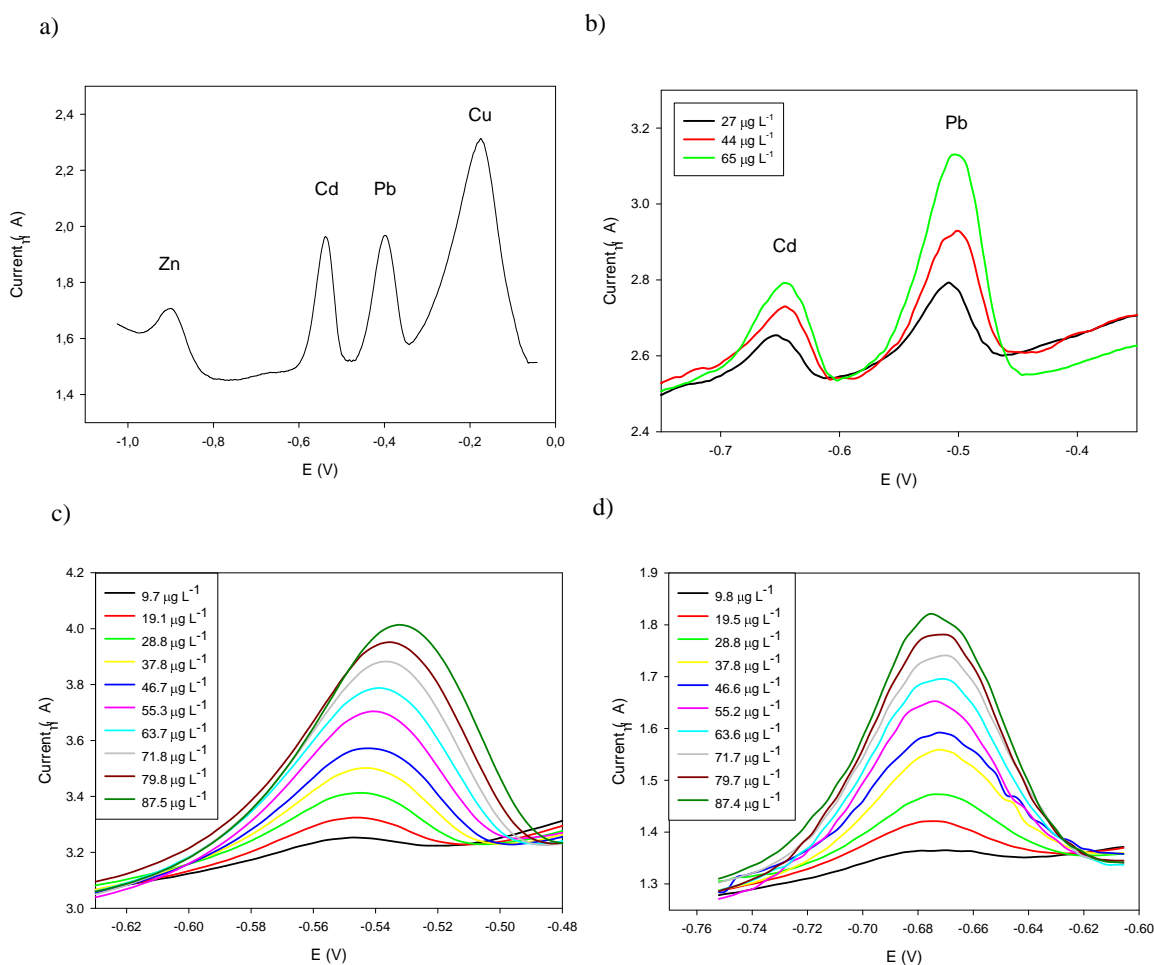 a)
Current (η A)
2,4
2,2
2,0
1,8
1,6
1,4
Zn
Cd
Pb
Cu
-1,0
-0,8
-0,6
-0,4
-0,2
0,0
E (V)
b)
Current (η A)
3.2
3.0
2.8
2.6
2.4
27 µg L-1
44 µg L-1
65 µg L-1
Cd
Pb
-0.7
-0.6
-0.5
-0.4
E (V)
c)
Current (η A)
4.2
4.0
3.8
3.6
3.4
3.2
3.0
9.7 µg L-1
19.1 µg L-1
28.8 µg L-1
37.8 µg L-1
46.7 µg L-1
55.3 µg L-1
63.7 µg L-1
71.8 µg L-1
79.8 µg L-1
87.5 µg L-1
-0.62
-0.60
-0.58
-0.56
-0.54
-0.52
-0.50
-0.48
E (V)
d)
Current (η A)
1.9
1.8
1.7
1.6
1.5
1.4
1.3
9.8 µg L-1
19.5 µg L-1
28.8 µg L-1
37.8 µg L-1
46.6 µg L-1
55.2 µg L-1
63.6 µg L-1
71.7 µg L-1
79.7 µg L-1
87.4 µg L-1
-0.76
-0.74
-0.72
-0.70
-0.68
-0.66
-0.64
-0.62
-0.60
E (V)